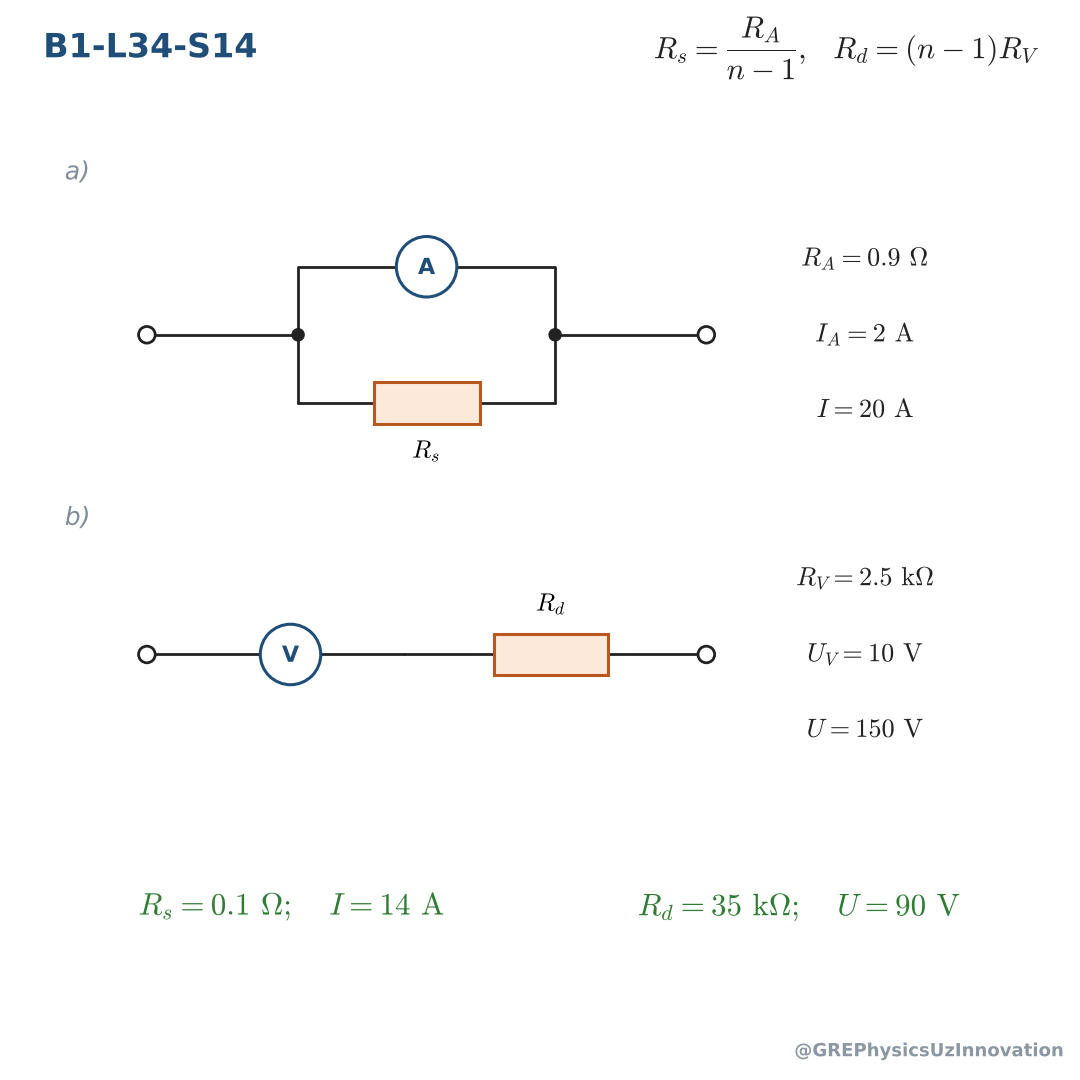 B1-L34-S14
R_s = R_A / (n − 1), R_d = (n − 1)R_V
a)
A
R_s
R_A = 0.9 Ω
I_A = 2 A
I = 20 A
b)
V
R_d
R_V = 2.5 kΩ
U_V = 10 V
U = 150 V
R_s = 0.1 Ω; I = 14 A
R_d = 35 kΩ; U = 90 V
@GREPhysicsUzInnovation